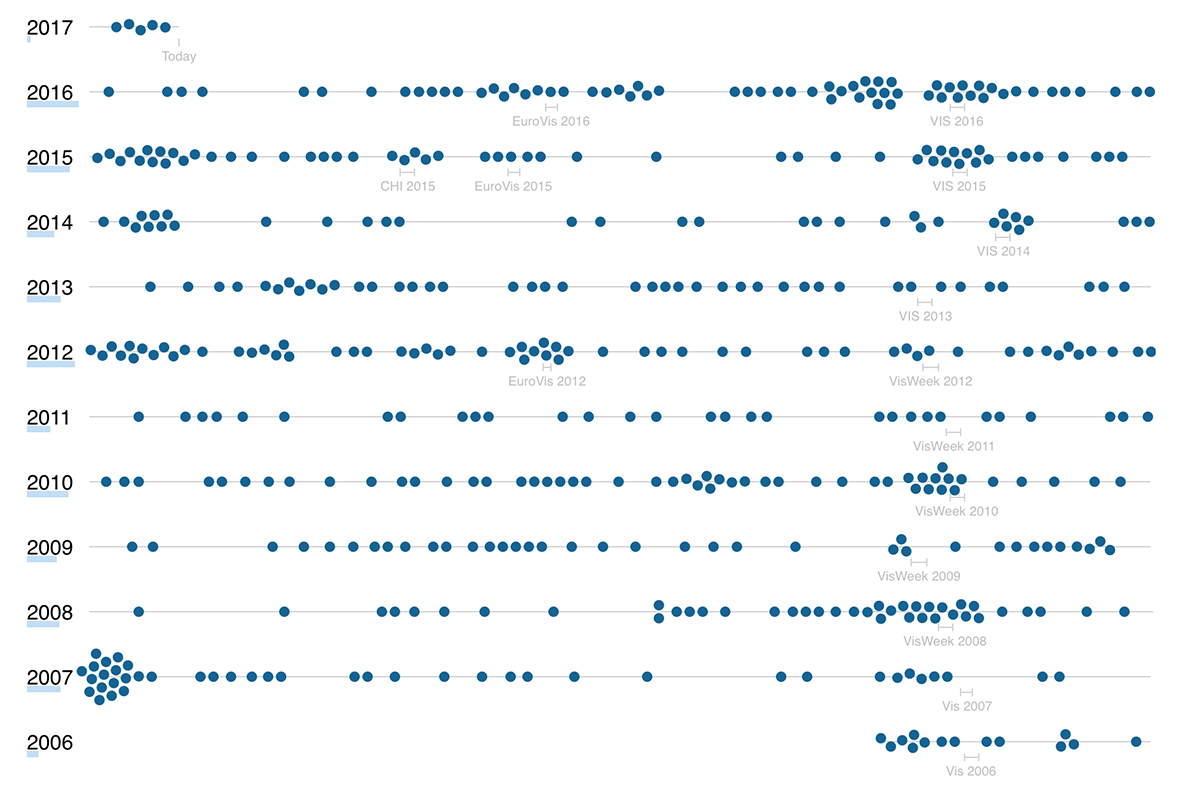 2017
Today
2016
EuroVis 2016
VIS 2016
2015
CHI 2015
EuroVis 2015
VIS 2015
2014
VIS 2014
2013
VIS 2013
2012
EuroVis 2012
VisWeek 2012
2011
VisWeek 2011
2010
VisWeek 2010
2009
VisWeek 2009
2008
VisWeek 2008
2007
Vis 2007
2006
Vis 2006